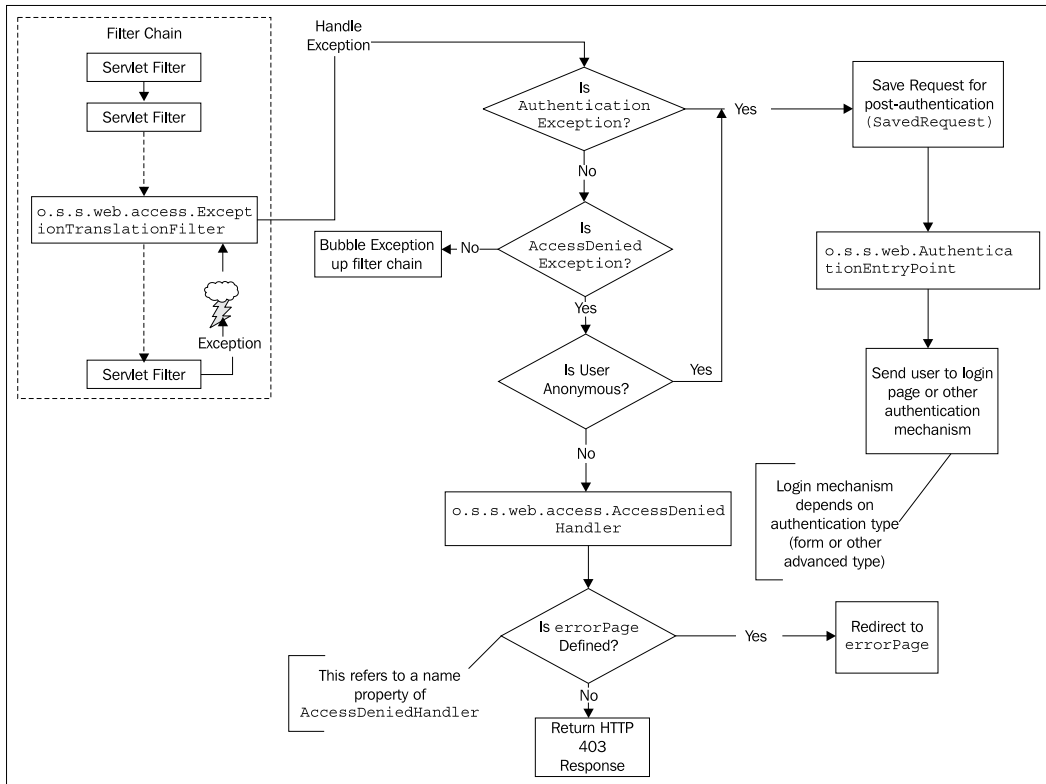 Filter Chain
Servlet Filter
Servlet Filter
o.s.s.web.access.Except
ionTranslationFilter
Exception
Servlet Filter
Handle
Exception
Is
Authentication
Exception?
Yes
Save Request for
post-authentication
(SavedRequest)
No
Is
AccessDenied
Exception?
No
Bubble Exception
up filter chain
o.s.s.web.Authentica
tionEntryPoint
Yes
Is User
Anonymous?
Yes
Send user to login
page or other
authentication
mechanism
No
Login mechanism
depends on
authentication type
(form or other
advanced type)
o.s.s.web.access.AccessDenied
Handler
Is errorPage
Defined?
Yes
Redirect to
errorPage
This refers to a name
property of
AccessDeniedHandler
No
Return HTTP
403
Response